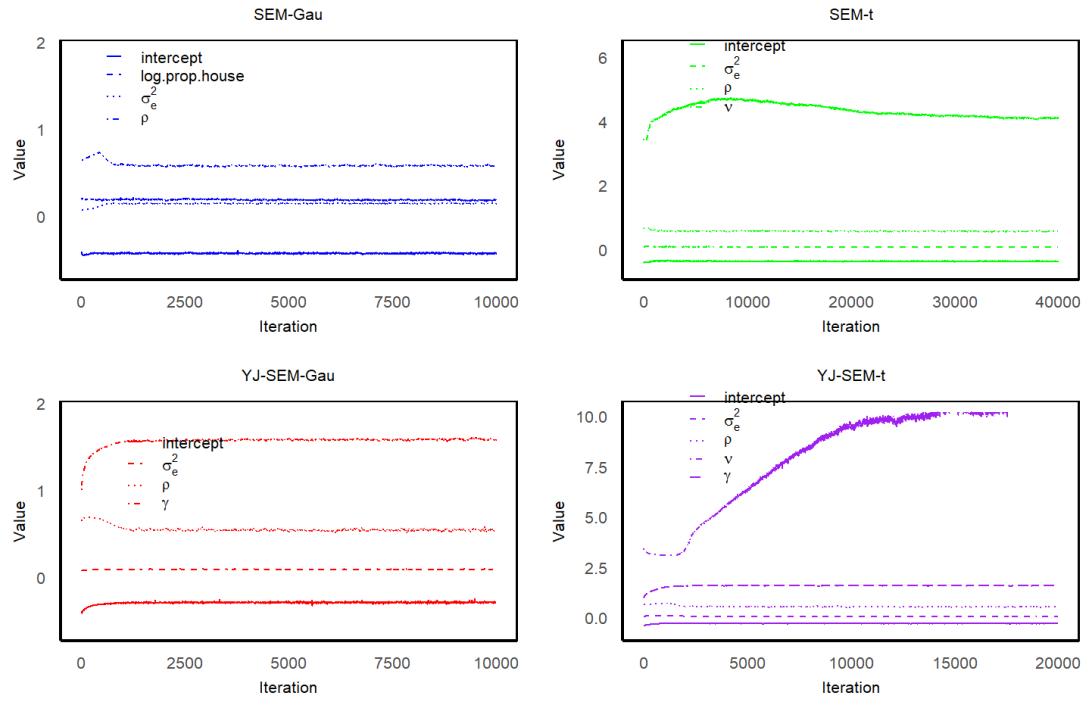 SEM-Gau
2
1
0
Value
intercept
log.prop.house
σₑ²
ρ
0 2500 5000 7500 10000
Iteration
SEM-t
6
4
2
0
Value
intercept
σₑ²
ρ
ν
0 10000 20000 30000 40000
Iteration
YJ-SEM-Gau
2
1
0
Value
intercept
σₑ²
ρ
γ
0 2500 5000 7500 10000
Iteration
YJ-SEM-t
10.0
7.5
5.0
2.5
0.0
Value
intercept
σₑ²
ρ
ν
γ
0 5000 10000 15000 20000
Iteration